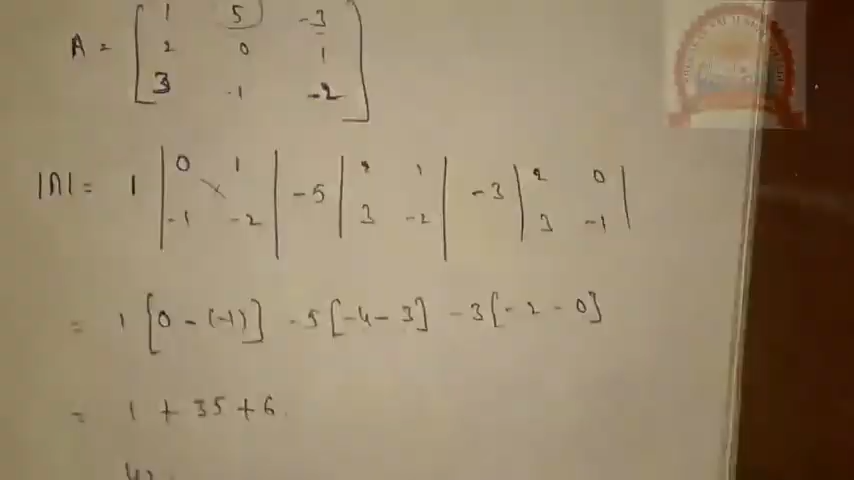 A = [ 1 5 -3
2 0 1
3 -1 -2 ]
|A| = 1 | 0 1 | -5 | 2 1 | -3 | 2 0 |
| -1 -2 | | 3 -2 | | 3 -1 |
= 1 [0 - (-1)] -5 [-4 - 3] -3 [-2 - 0]
= 1 + 35 + 6.
42.